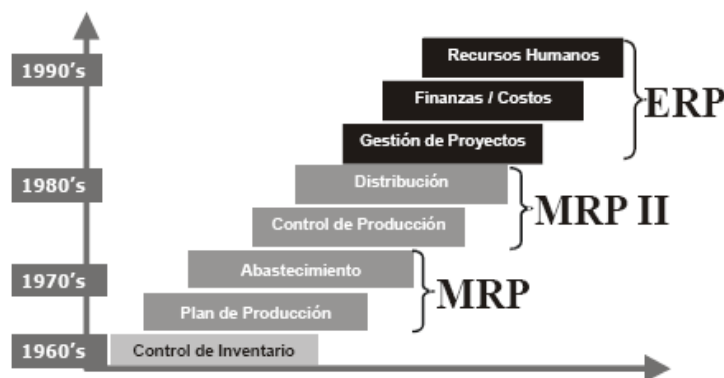 1990's
Recursos Humanos
Finanzas / Costos
Gestión de Proyectos
ERP
1980's
Distribución
Control de Producción
MRP II
1970's
Abastecimiento
Plan de Producción
MRP
1960's
Control de Inventario